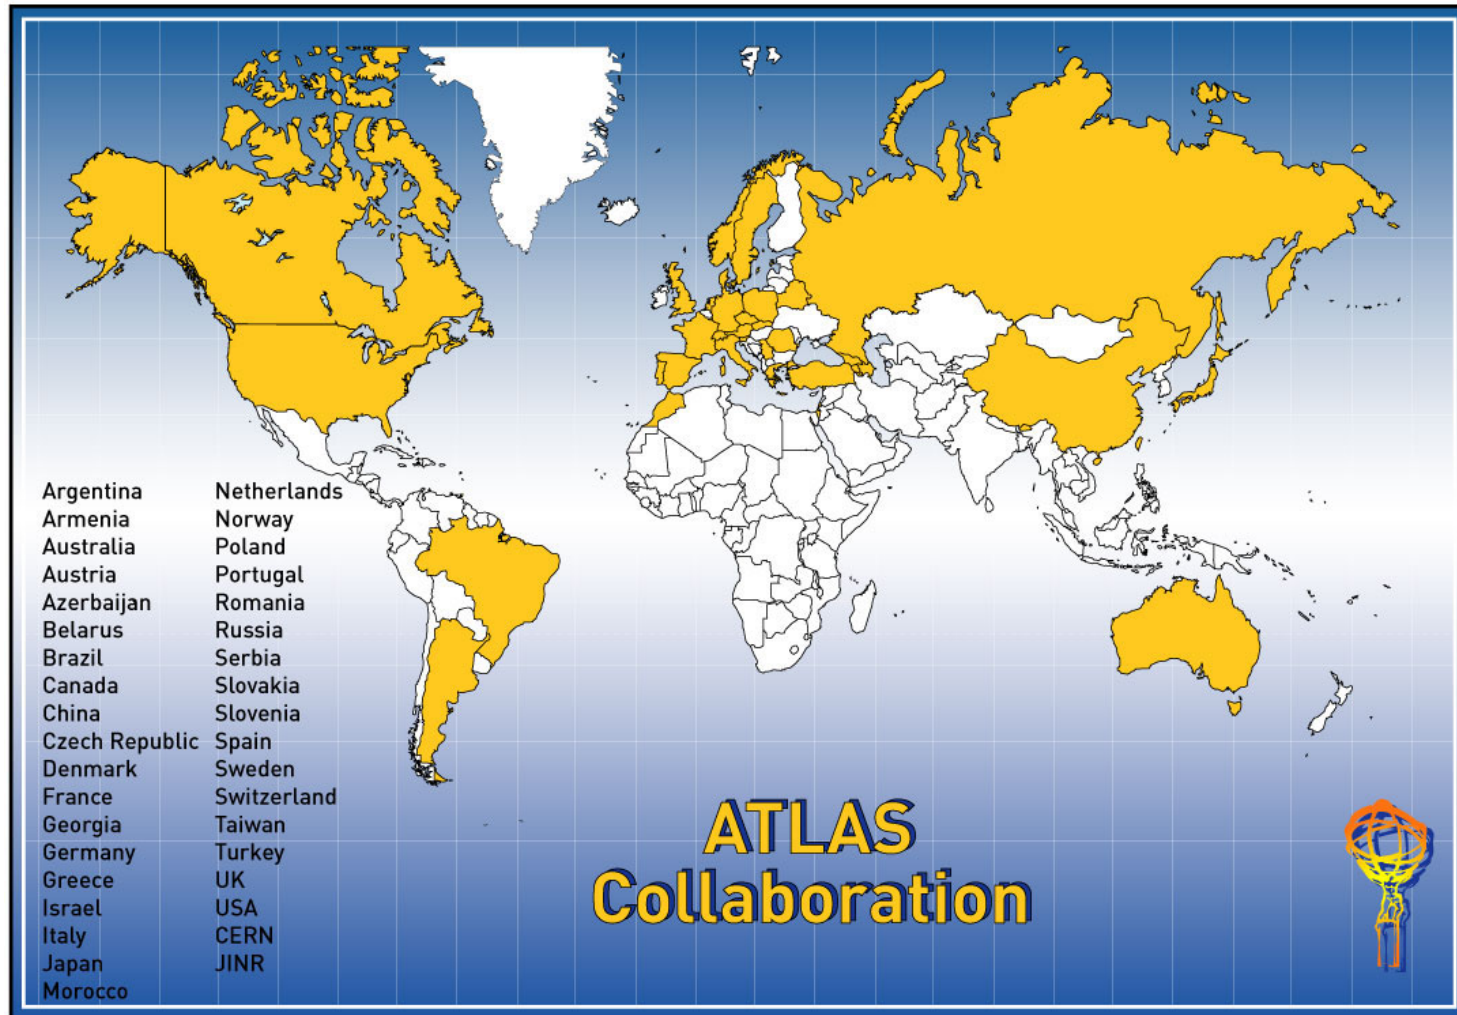 Argentina
Armenia
Australia
Austria
Azerbaijan
Belarus
Brazil
Canada
China
Czech Republic
Denmark
France
Georgia
Germany
Greece
Israel
Italy
Japan
Morocco
Netherlands
Norway
Poland
Portugal
Romania
Russia
Serbia
Slovakia
Slovenia
Spain
Sweden
Switzerland
Taiwan
Turkey
UK
USA
CERN
JINR
ATLAS
Collaboration